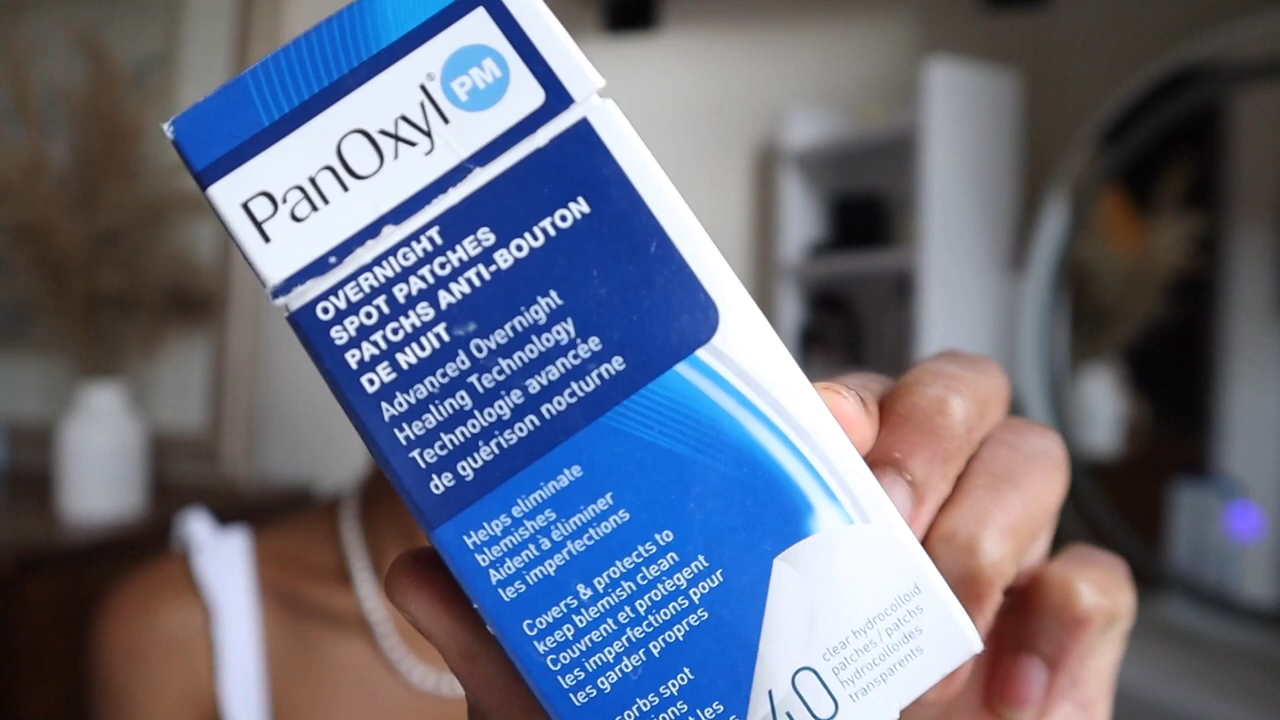 PanOxyl® PM
OVERNIGHT
SPOT PATCHES
PATCHS ANTI-BOUTON
DE NUIT
Advanced Overnight
Healing Technology
Technologie avancée
de guérison nocturne
Helps eliminate
blemishes
Aident à éliminer
les imperfections
Covers & protects to
keep blemish clean
Couvrent et protègent
les imperfections pour
les garder propres
spot
les
40
clear hydrocolloid
patches / patchs
hydrocolloïdes
transparents